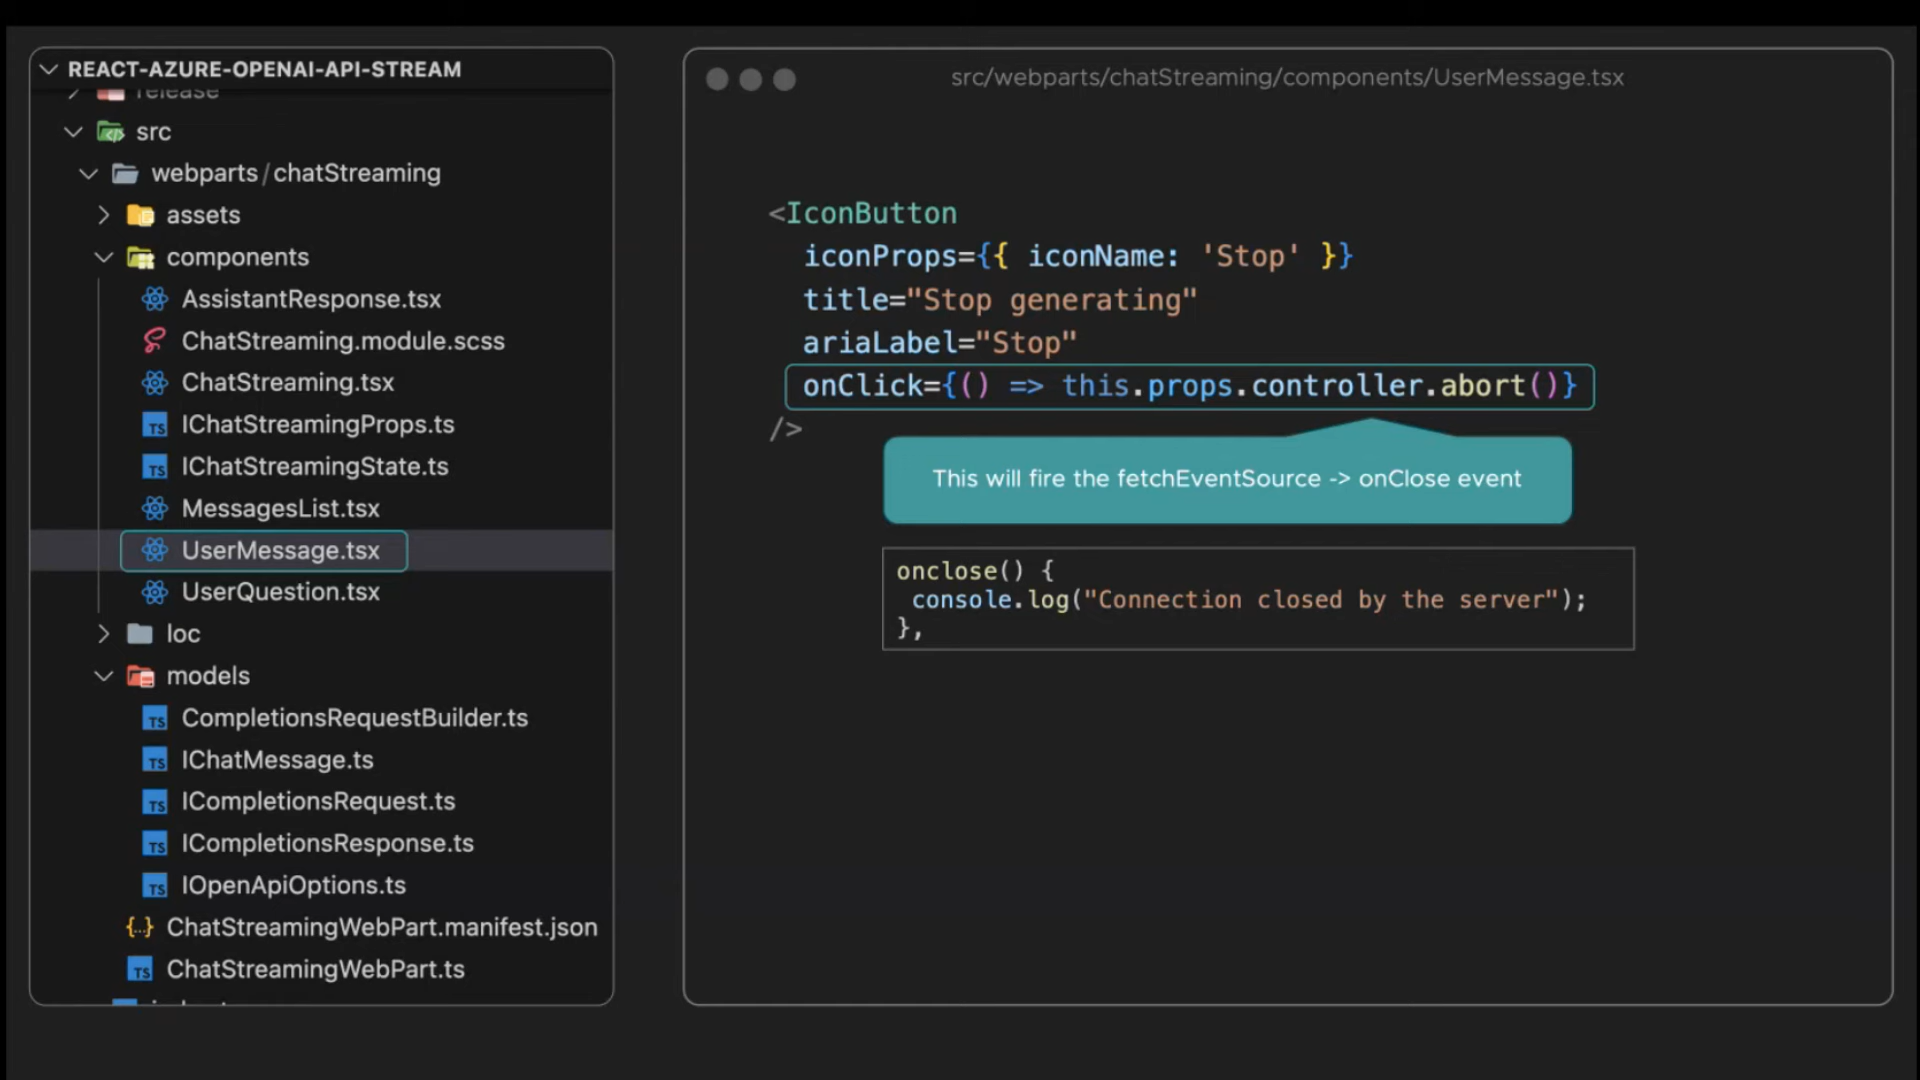 REACT-AZURE-OPENAI-API-STREAM
release
src
webparts/chatStreaming
assets
components
AssistantResponse.tsx
ChatStreaming.module.scss
ChatStreaming.tsx
IChatStreamingProps.ts
IChatStreamingState.ts
MessagesList.tsx
UserMessage.tsx
UserQuestion.tsx
loc
models
CompletionsRequestBuilder.ts
IChatMessage.ts
ICompletionsRequest.ts
ICompletionsResponse.ts
IOpenApiOptions.ts
ChatStreamingWebPart.manifest.json
ChatStreamingWebPart.ts
src/webparts/chatStreaming/components/UserMessage.tsx
<IconButton
iconProps={{ iconName: 'Stop' }}
title="Stop generating"
ariaLabel="Stop"
onClick={() => this.props.controller.abort()}
/>
This will fire the fetchEventSource -> onClose event
onclose() {
console.log("Connection closed by the server");
},